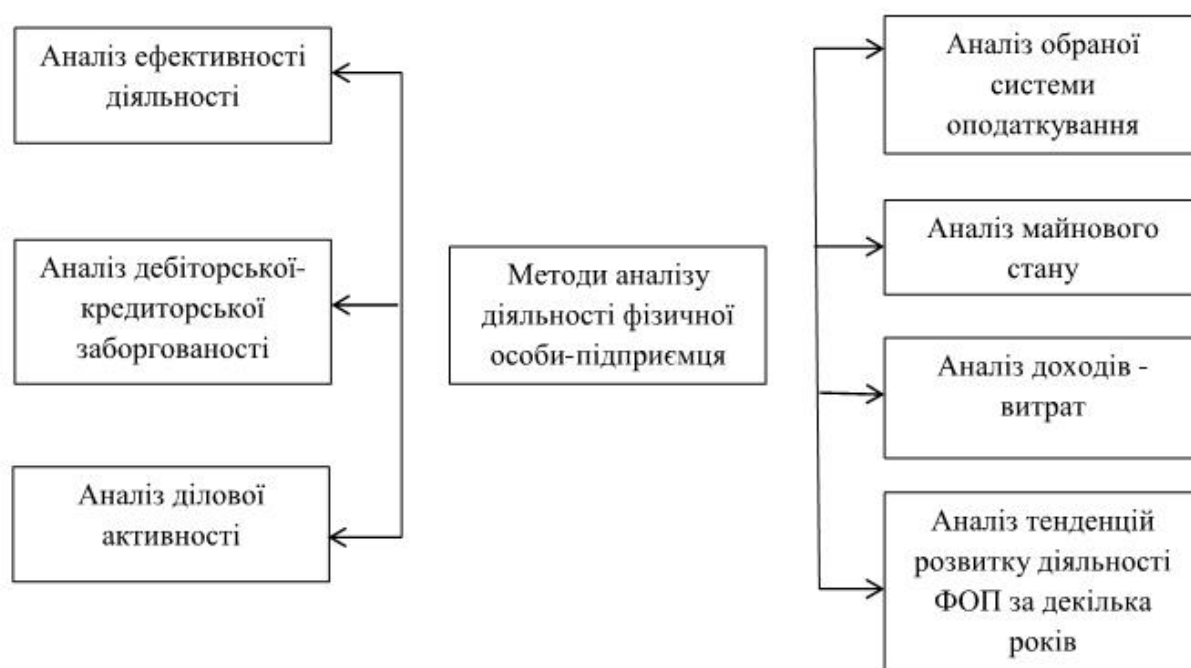 Аналіз ефективності
діяльності
Аналіз дебіторської-
кредиторської
заборгованості
Аналіз ділової
активності
Методи аналізу
діяльності фізичної
особи-підприємця
Аналіз обраної
системи
оподаткування
Аналіз майнового
стану
Аналіз доходів -
витрат
Аналіз тенденцій
розвитку діяльності
ФОП за декілька
років